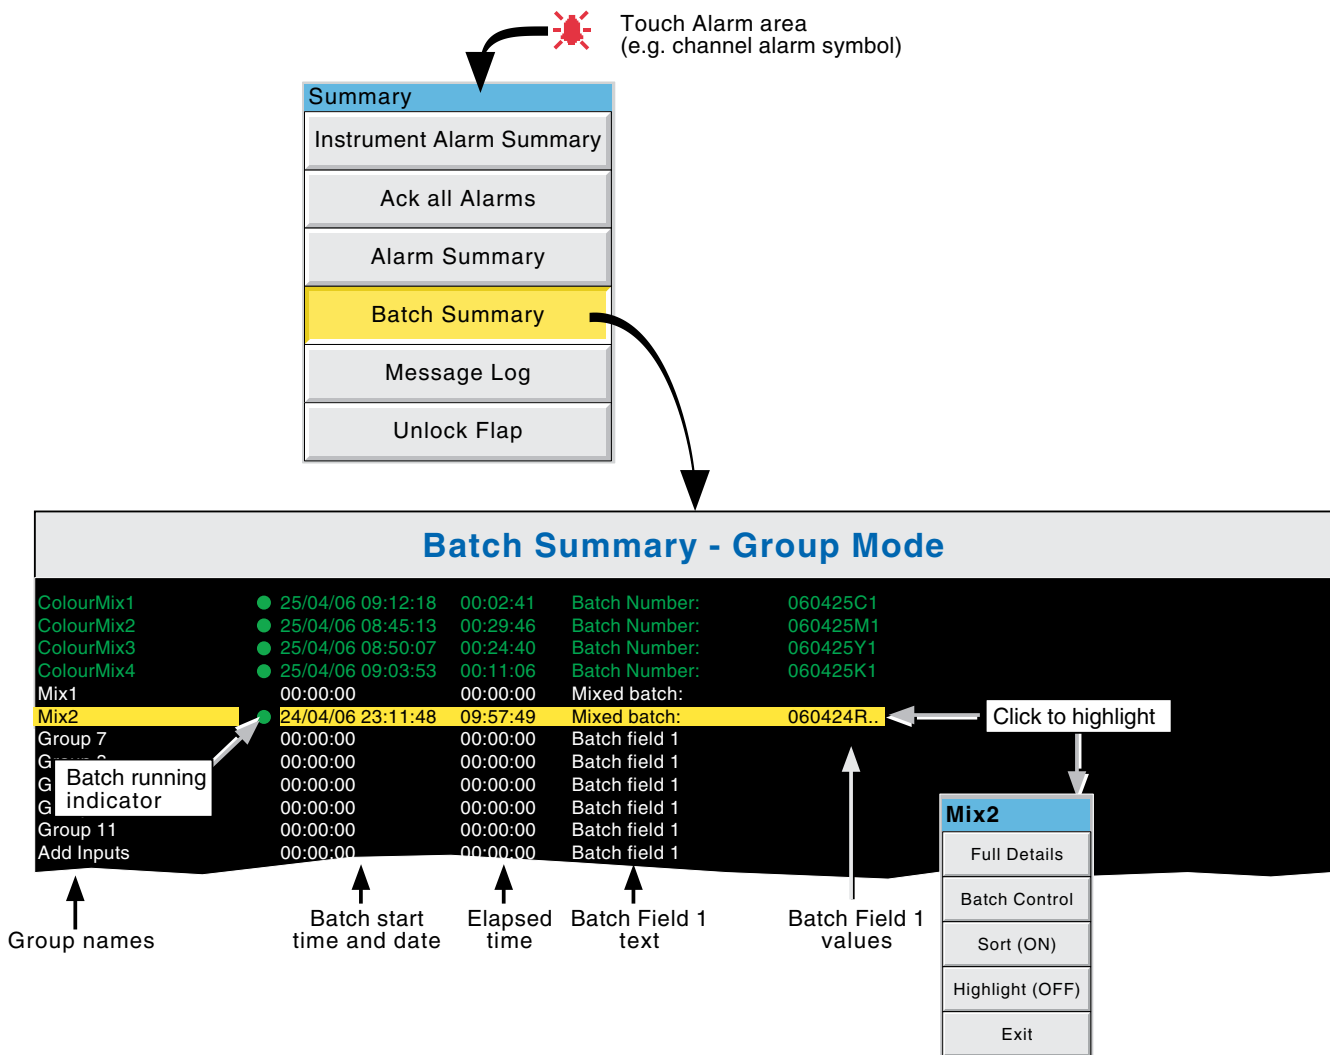 Touch Alarm area
(e.g. channel alarm symbol)
Summary
Instrument Alarm Summary
Ack all Alarms
Alarm Summary
Batch Summary
Message Log
Unlock Flap
Batch Summary - Group Mode
ColourMix1 25/04/06 09:12:18 00:02:41 Batch Number: 060425C1
ColourMix2 25/04/06 08:45:13 00:29:46 Batch Number: 060425M1
ColourMix3 25/04/06 08:50:07 00:24:40 Batch Number: 060425Y1
ColourMix4 25/04/06 09:03:53 00:11:06 Batch Number: 060425K1
Mix1 00:00:00 00:00:00 Mixed batch:
Mix2 24/04/06 23:11:48 09:57:49 Mixed batch: 060424R..
Click to highlight
Group 7 00:00:00 00:00:00 Batch field 1
00:00:00 00:00:00 Batch field 1
G 00:00:00 00:00:00 Batch field 1
G 00:00:00 00:00:00 Batch field 1
Group 11 00:00:00 00:00:00 Batch field 1
Add Inputs 00:00:00 00:00:00 Batch field 1
Batch running
indicator
Mix2
Full Details
Batch Control
Sort (ON)
Highlight (OFF)
Exit
Group names
Batch start
time and date
Elapsed
time
Batch Field 1
text
Batch Field 1
values